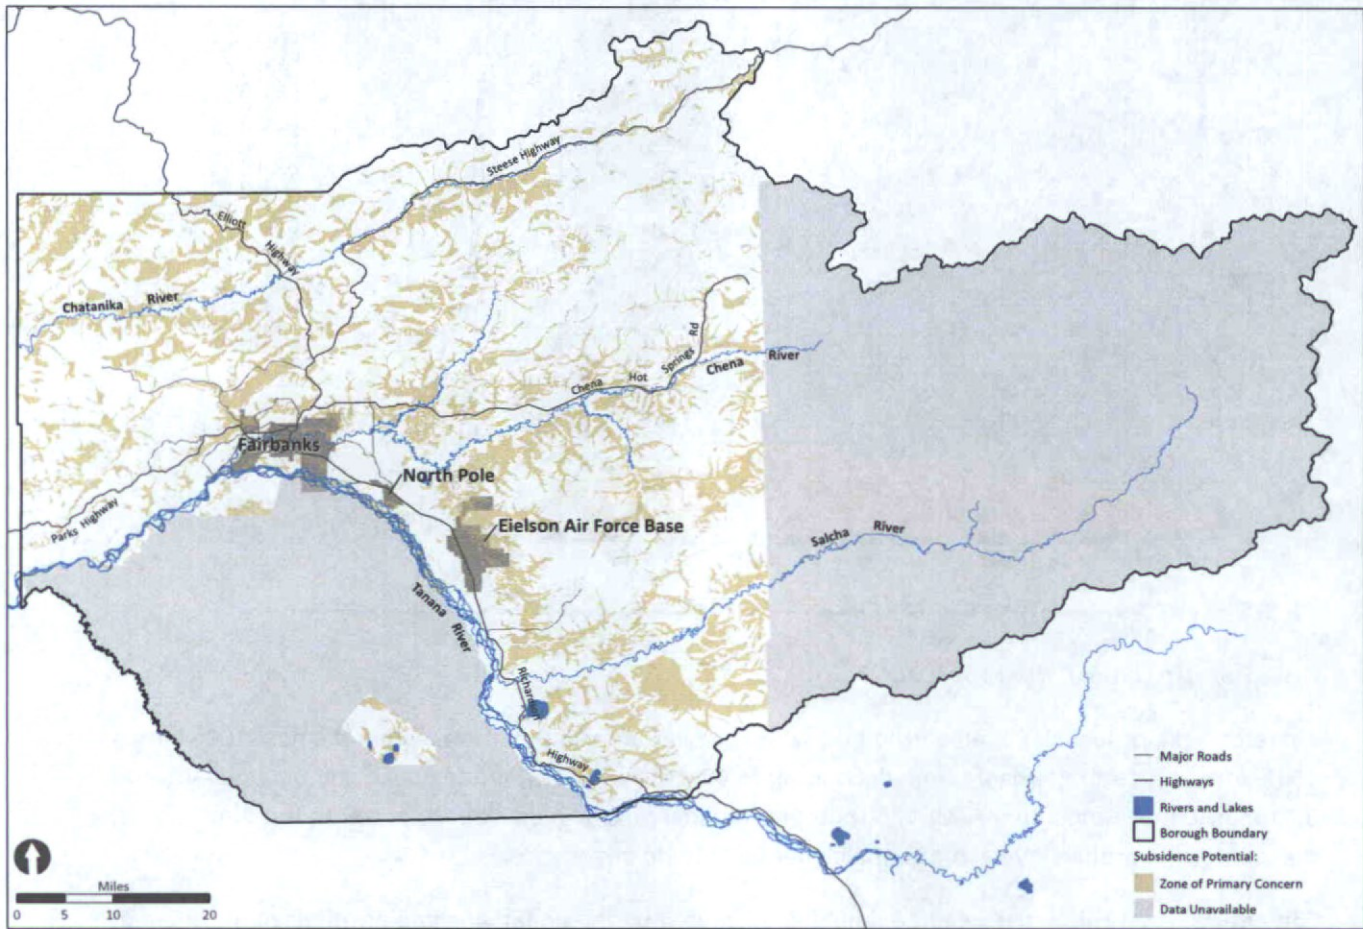 Steese Highway
Elliott
Highway
Chatanika River
Chena Hot Springs Rd
Chena River
Fairbanks
North Pole
Eielson Air Force Base
Parks Highway
Salcha River
Tanana River
Richardson
Highway
Major Roads
Highways
Rivers and Lakes
Borough Boundary
Subsidence Potential:
Zone of Primary Concern
Data Unavailable
Miles
0 5 10 20